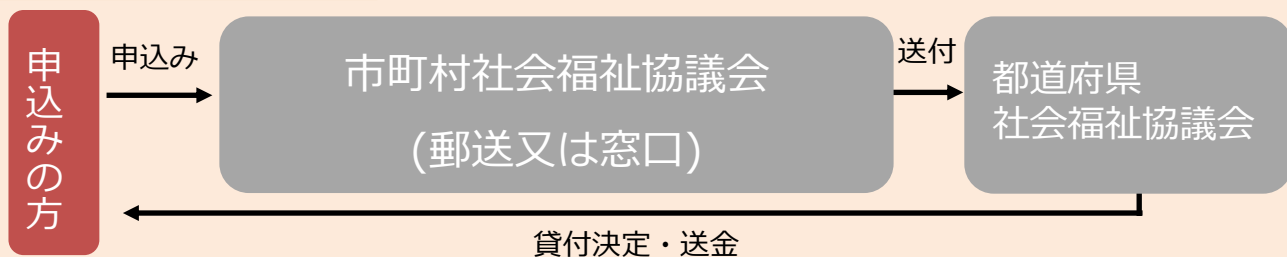 申込みの方
申込み
市町村社会福祉協議会
(郵送又は窓口)
送付
都道府県
社会福祉協議会
貸付決定・送金